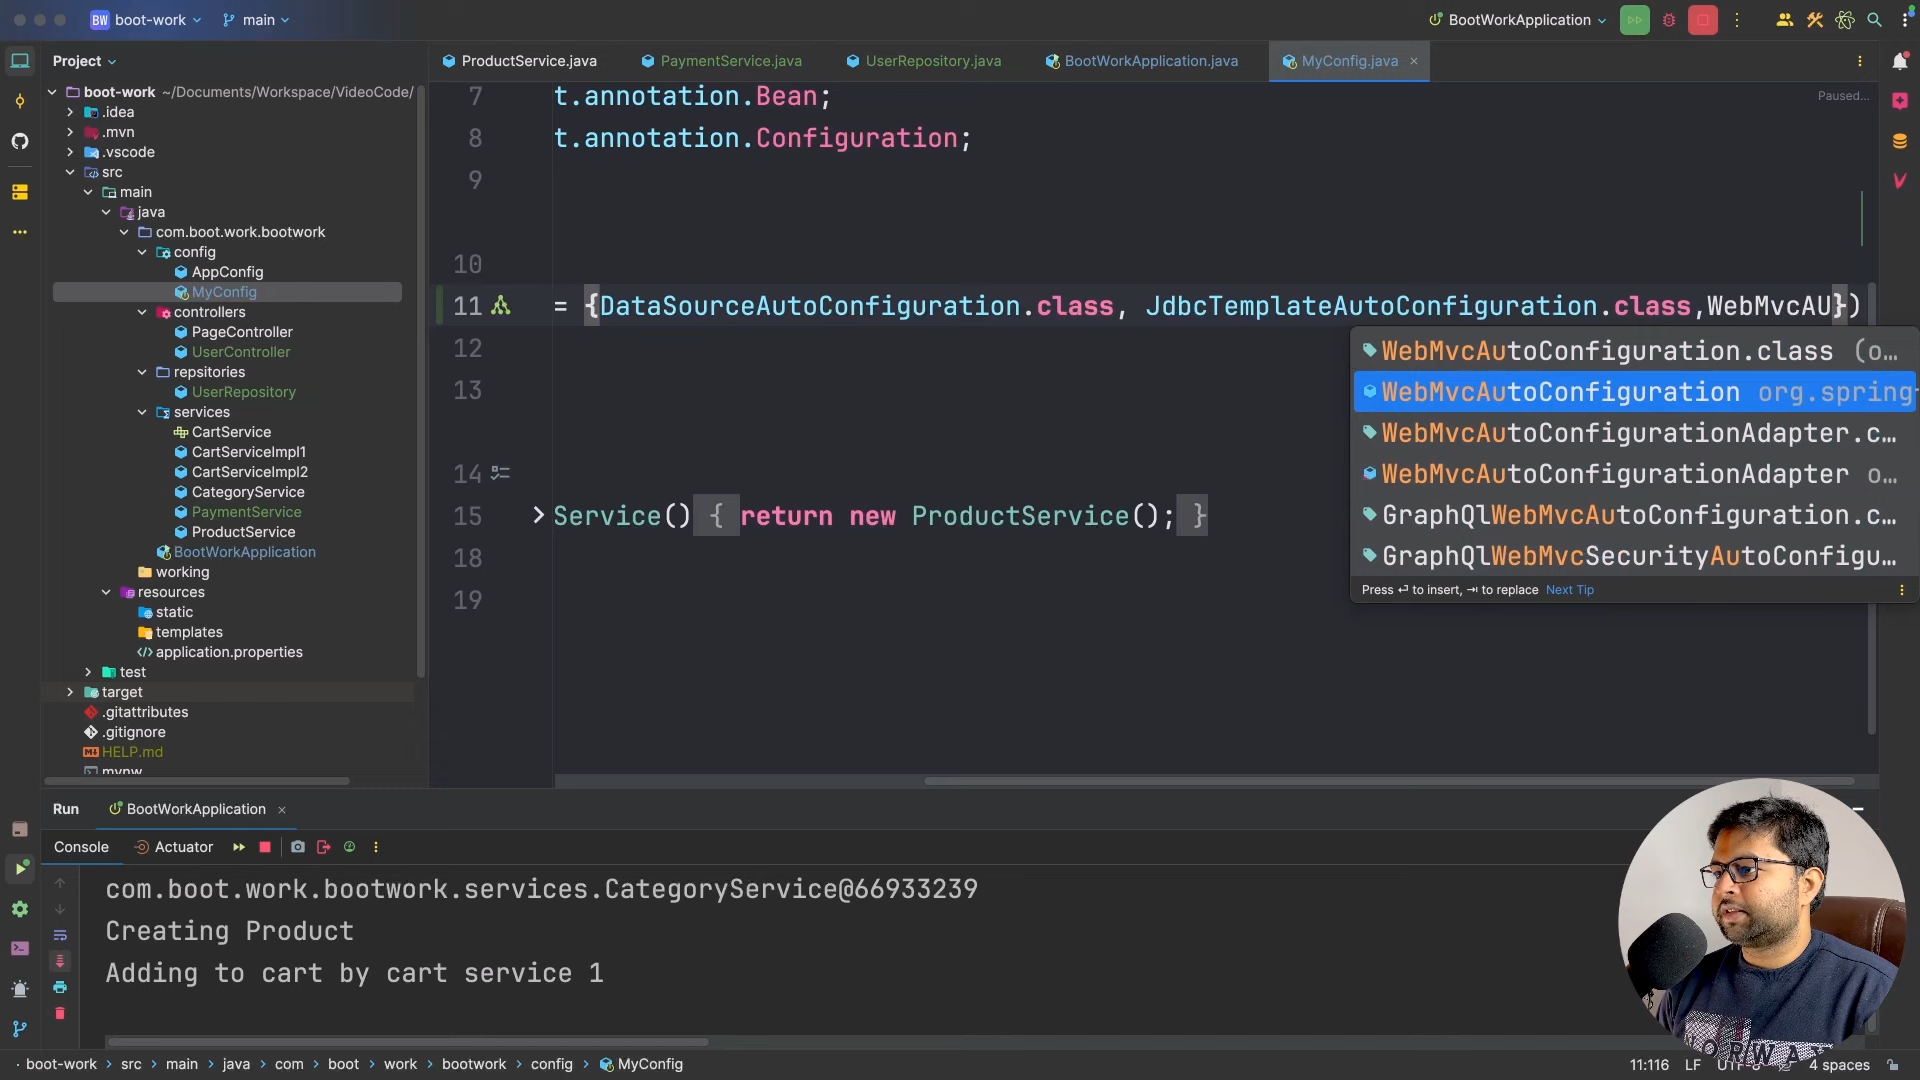 BW boot-work main BootWorkApplication
Project
ProductService.java PaymentService.java UserRepository.java BootWorkApplication.java MyConfig.java ×
boot-work ~/Documents/Workspace/VideoCode/
.idea
.mvn
.vscode
src
main
java
com.boot.work.bootwork
config
AppConfig
MyConfig
controllers
PageController
UserController
repsitories
UserRepository
services
CartService
CartServiceImpl1
CartServiceImpl2
CategoryService
PaymentService
ProductService
BootWorkApplication
working
resources
static
templates
application.properties
test
target
.gitattributes
.gitignore
HELP.md
mvnw
Paused...
7 t.annotation.Bean;
8 t.annotation.Configuration;
9
10
11 = {DataSourceAutoConfiguration.class, JdbcTemplateAutoConfiguration.class,WebMvcAU})
12
13
14
15 Service() { return new ProductService(); }
18
19
WebMvcAutoConfiguration.class (o…
WebMvcAutoConfiguration org.spring
WebMvcAutoConfigurationAdapter.c…
WebMvcAutoConfigurationAdapter o…
GraphQlWebMvcAutoConfiguration.c…
GraphQlWebMvcSecurityAutoConfigu…
Press ⏎ to insert, ⇥ to replace Next Tip
Run BootWorkApplication ×
Console Actuator
com.boot.work.bootwork.services.CategoryService@66933239
Creating Product
Adding to cart by cart service 1
boot-work > src > main > java > com > boot > work > bootwork > config > MyConfig
11:116 LF UTF-8 4 spaces